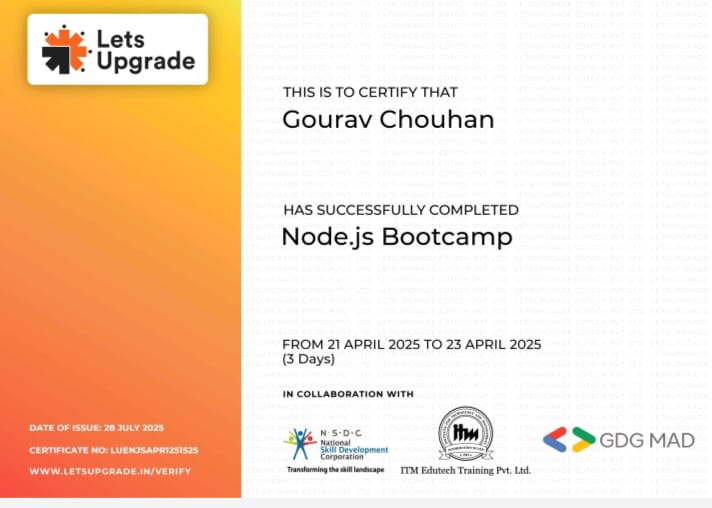 Lets
Upgrade
THIS IS TO CERTIFY THAT
Gourav Chouhan
HAS SUCCESSFULLY COMPLETED
Node.js Bootcamp
FROM 21 APRIL 2025 TO 23 APRIL 2025
(3 Days)
IN COLLABORATION WITH
N·S·D·C
National
Skill Development
Corporation
Transforming the skill landscape
itm
ITM Edutech Training Pvt. Ltd.
GDG MAD
DATE OF ISSUE: 28 JULY 2025
CERTIFICATE NO: LUENJSAPR1251525
WWW.LETSUPGRADE.IN/VERIFY